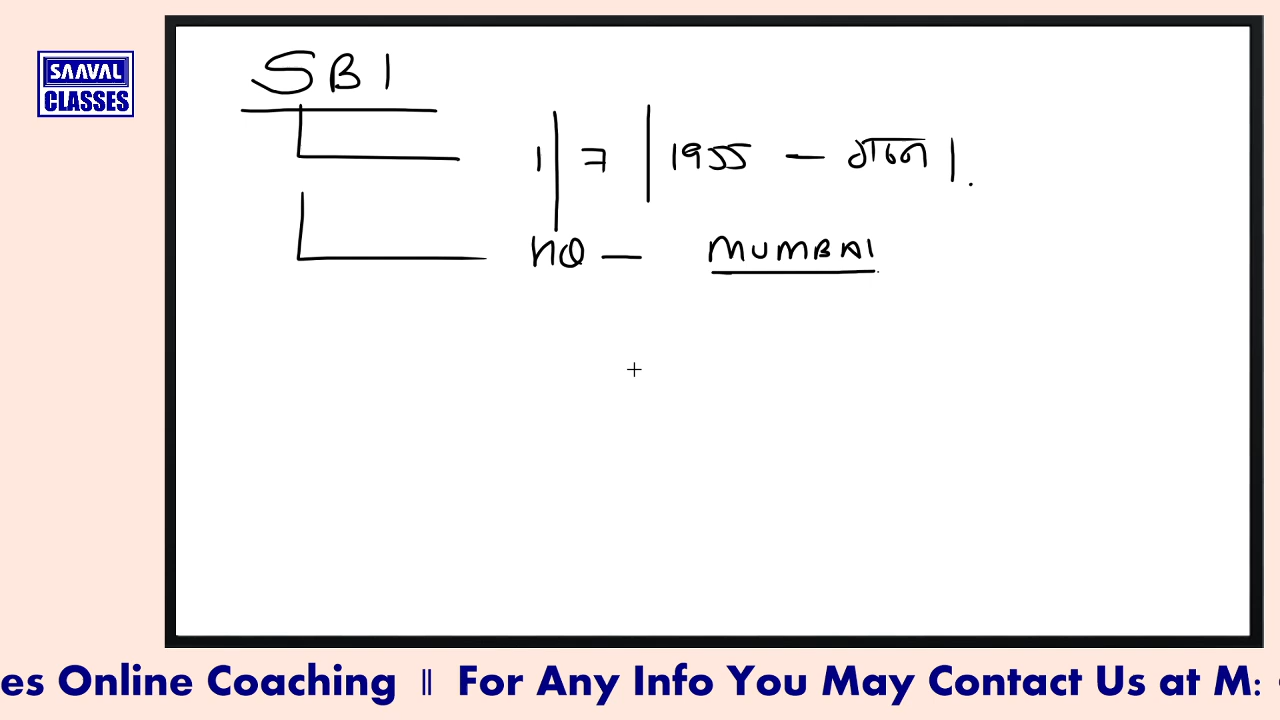 SAAVAL
CLASSES
SBI
1|7|1955 — गठन|.
HQ — MUMBAI
es Online Coaching || For Any Info You May Contact Us at M: